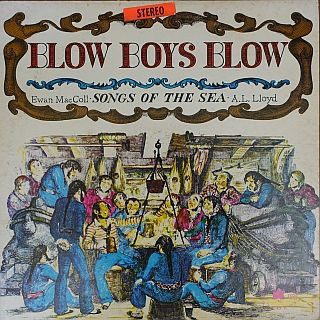 STEREO
BLOW BOYS BLOW
Ewan MacColl · SONGS OF THE SEA · A.L. Lloyd